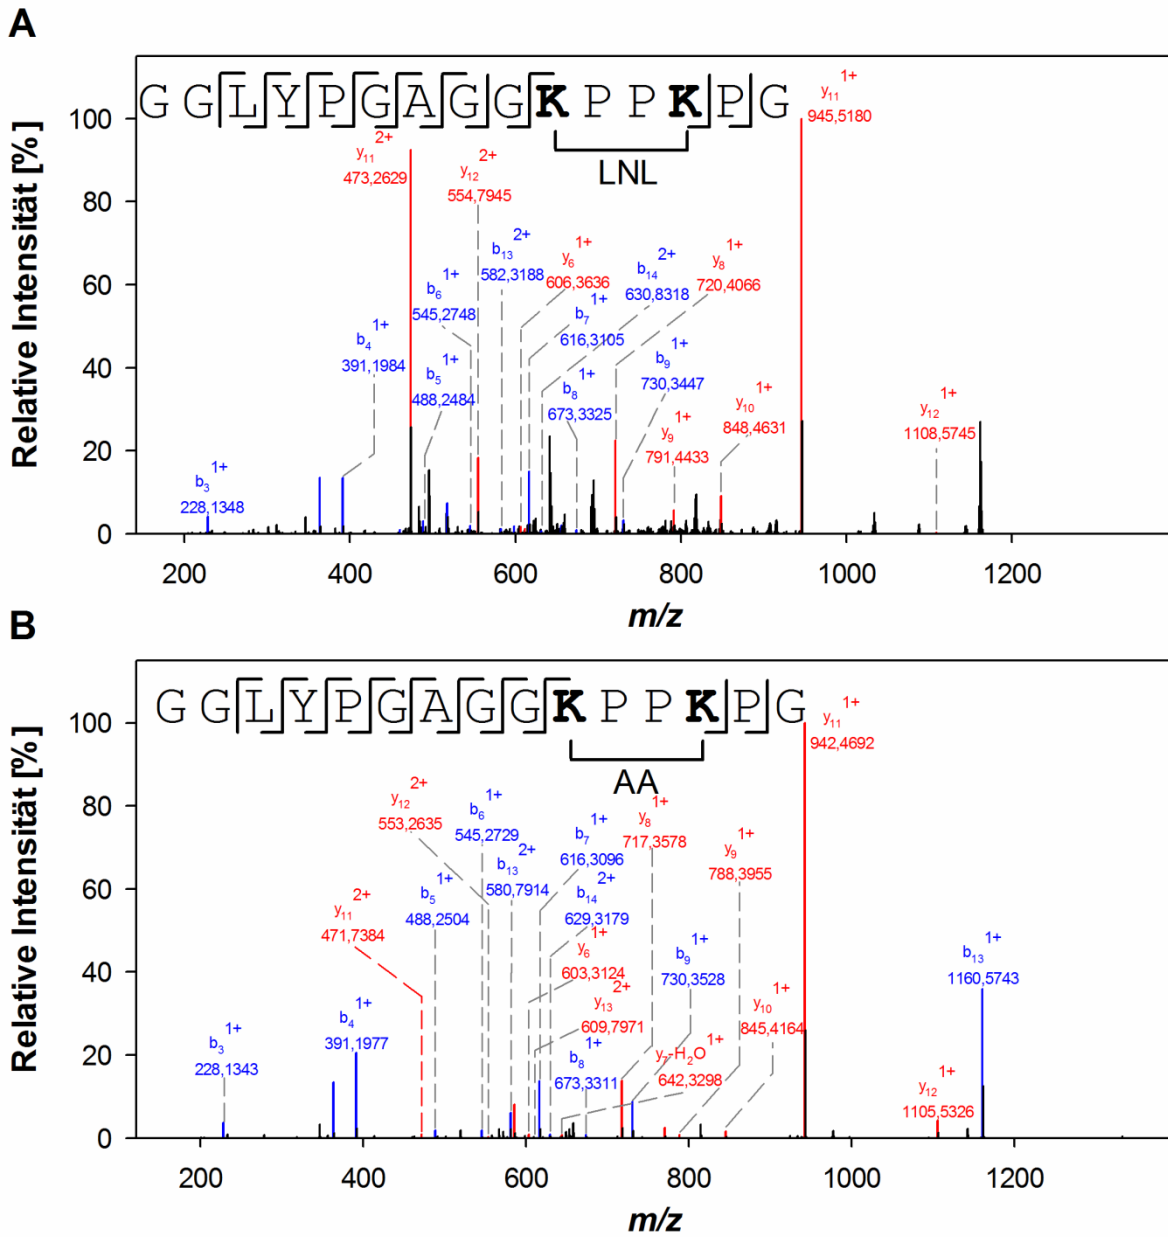 A
GGLYPGAGGKPPKPG
LNL
Relative Intensität [%]
100
80
60
40
20
0
200 400 600 800 1000 1200
m/z
b3 1+
228,1348
b4 1+
391,1984
y11 2+
473,2629
b5 1+
488,2484
b6 1+
545,2748
y12 2+
554,7945
b13 2+
582,3188
y6 1+
606,3636
b7 1+
616,3105
b14 2+
630,8318
b8 1+
673,3325
y8 1+
720,4066
b9 1+
730,3447
y9 1+
791,4433
y10 1+
848,4631
y11 1+
945,5180
y12 1+
1108,5745
B
GGLYPGAGGKPPKPG
AA
Relative Intensität [%]
100
80
60
40
20
0
200 400 600 800 1000 1200
m/z
b3 1+
228,1343
b4 1+
391,1977
y11 2+
471,7384
b5 1+
488,2504
y12 2+
553,2635
b6 1+
545,2729
b13 2+
580,7914
b7 1+
616,3096
b14 2+
629,3179
y6 1+
603,3124
y13 2+
609,7971
b8 1+
673,3311
y7-H2O 1+
642,3298
y8 1+
717,3578
b9 1+
730,3528
y9 1+
788,3955
y10 1+
845,4164
y11 1+
942,4692
y12 1+
1105,5326
b13 1+
1160,5743